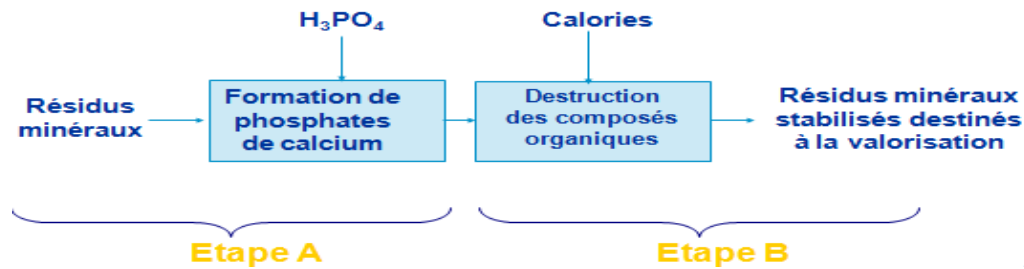 H₃PO₄
Calories
Résidus
minéraux
Formation de
phosphates
de calcium
Destruction
des composés
organiques
Résidus minéraux
stabilisés destinés
à la valorisation
Etape A
Etape B